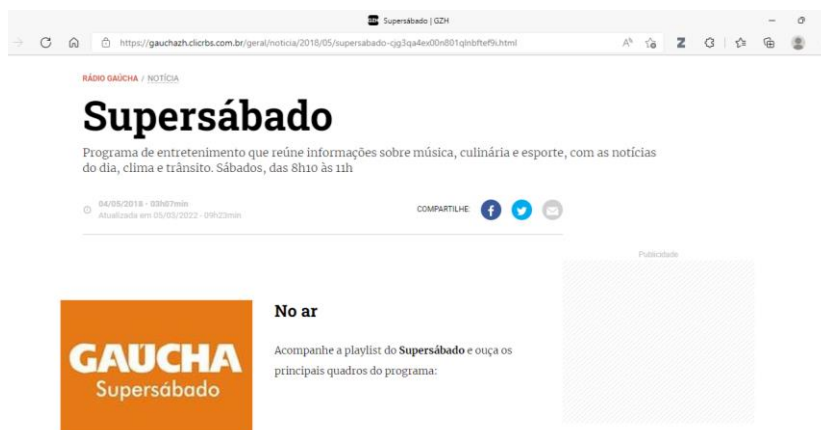 GZH Supersábado | GZH
https://gauchazh.clicrbs.com.br/geral/noticia/2018/05/supersabado-cjg3qa4ex00n801qlnbftef9i.html
RÁDIO GAÚCHA / NOTÍCIA
Supersábado
Programa de entretenimento que reúne informações sobre música, culinária e esporte, com as notícias
do dia, clima e trânsito. Sábados, das 8h10 às 11h
04/05/2018 - 03h07min
Atualizada em 05/03/2022 - 09h23min
COMPARTILHE:
Publicidade
GAÚCHA
Supersábado
No ar
Acompanhe a playlist do Supersábado e ouça os
principais quadros do programa: